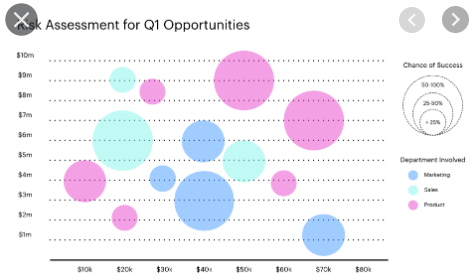 Risk Assessment for Q1 Opportunities
$10m
$9m
$8m
$7m
$6m
$5m
$4m
$3m
$2m
$1m
$10k
$20k
$30k
$40k
$50k
$60k
$70k
$80k
Chance of Success
50-100%
25-50%
> 25%
Department Involved
Marketing
Sales
Product